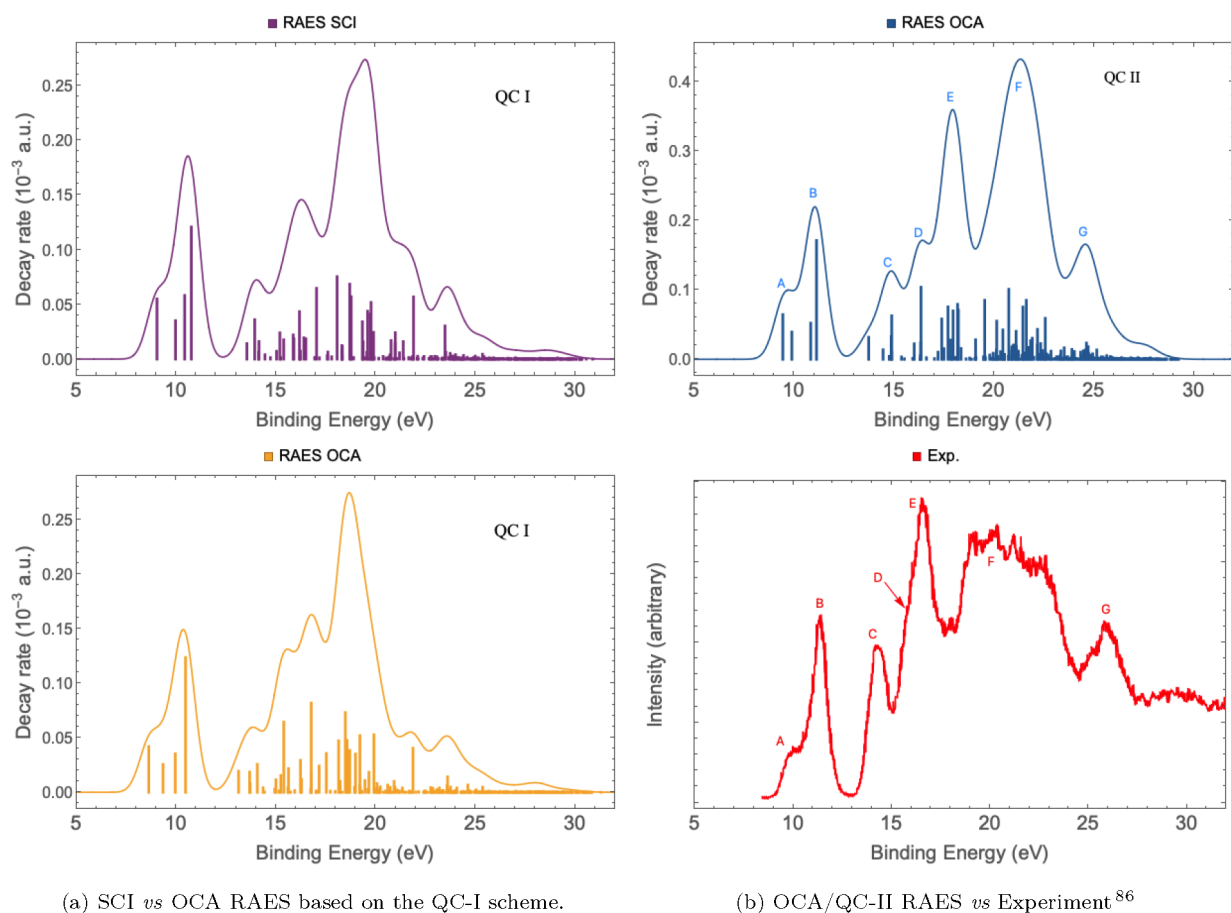 RAES SCI
QC I
0.25
0.20
0.15
0.10
0.05
0.00
Decay rate (10⁻³ a.u.)
5 10 15 20 25 30
Binding Energy (eV)
RAES OCA
QC II
0.4
0.3
0.2
0.1
0.0
Decay rate (10⁻³ a.u.)
A B C D E F G
5 10 15 20 25 30
Binding Energy (eV)
RAES OCA
QC I
0.25
0.20
0.15
0.10
0.05
0.00
Decay rate (10⁻³ a.u.)
5 10 15 20 25 30
Binding Energy (eV)
Exp.
Intensity (arbitrary)
A B C D E F G
10 15 20 25 30
Binding Energy (eV)
(a) SCI vs OCA RAES based on the QC-I scheme.
(b) OCA/QC-II RAES vs Experiment⁸⁶